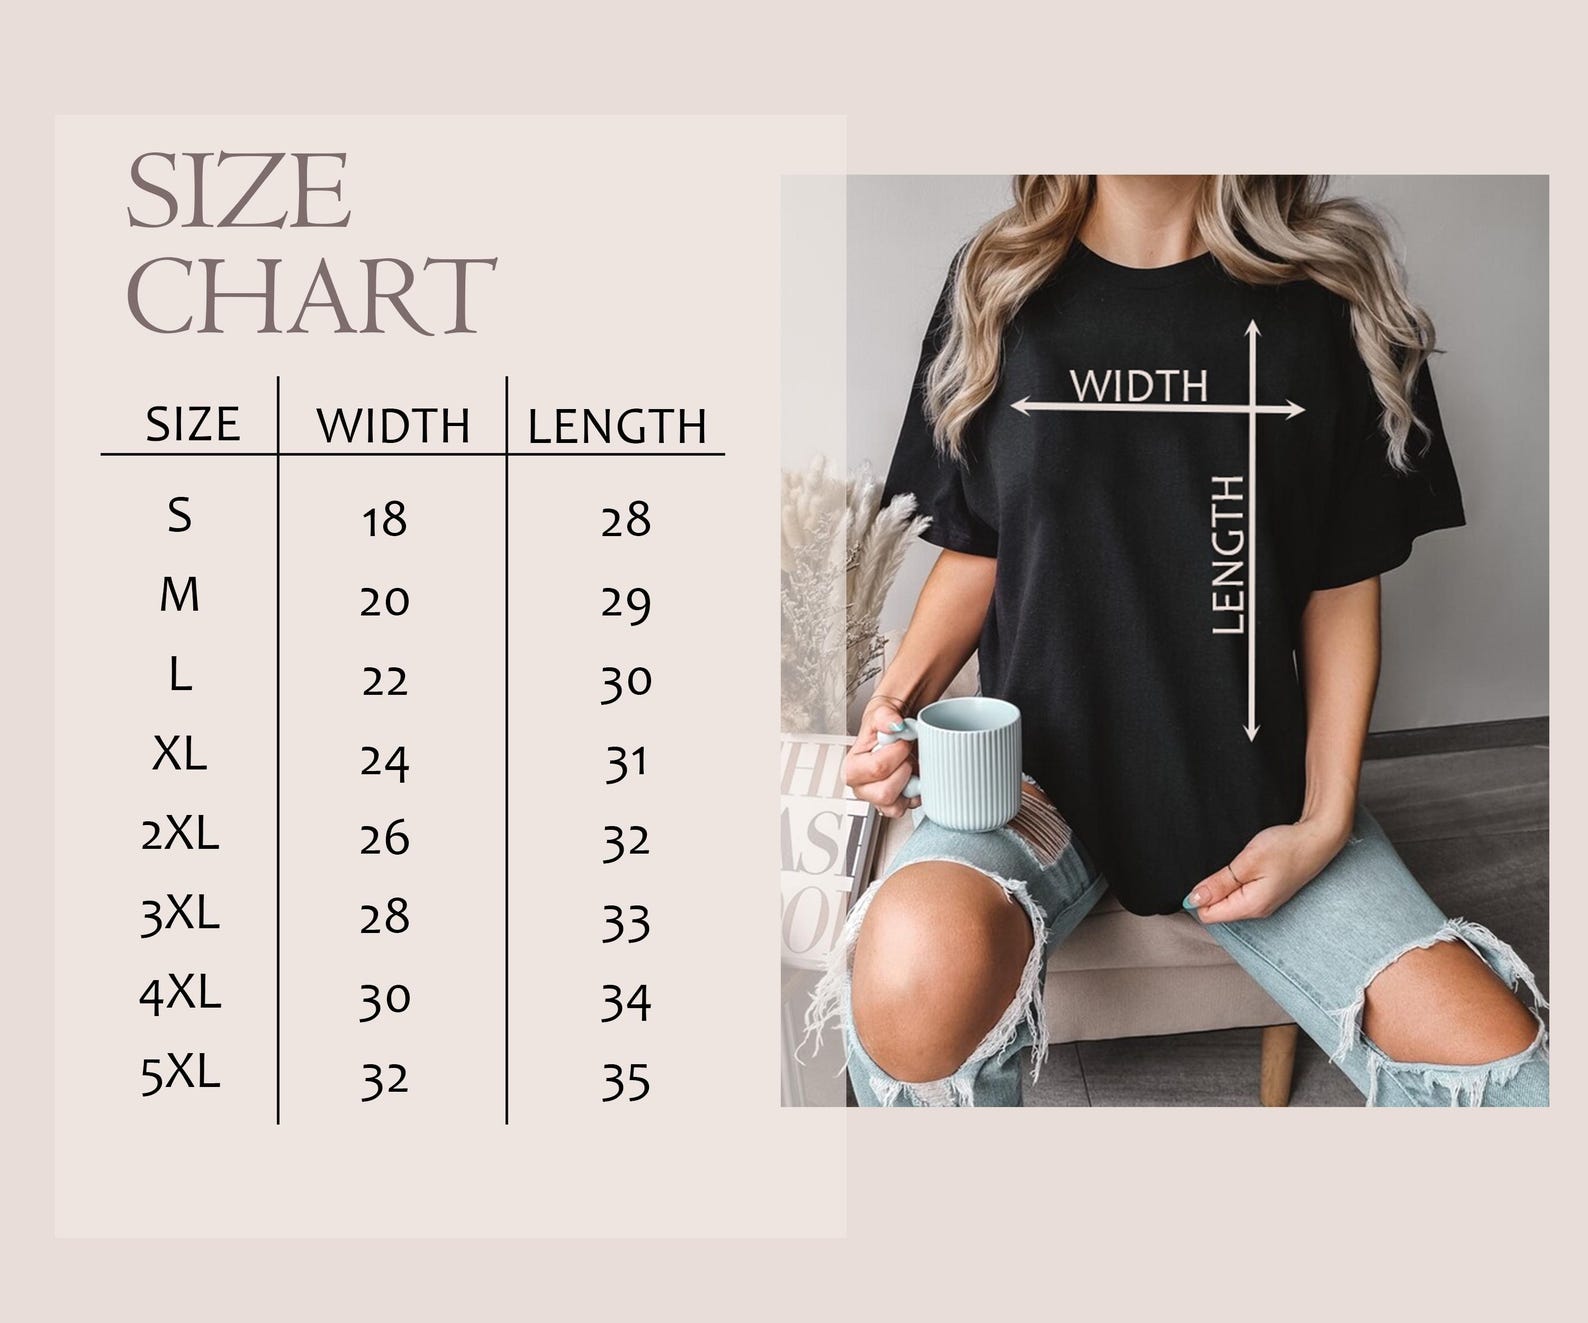 SIZE
CHART
SIZE WIDTH LENGTH
S 18 28
M 20 29
L 22 30
XL 24 31
2XL 26 32
3XL 28 33
4XL 30 34
5XL 32 35
WIDTH
LENGTH